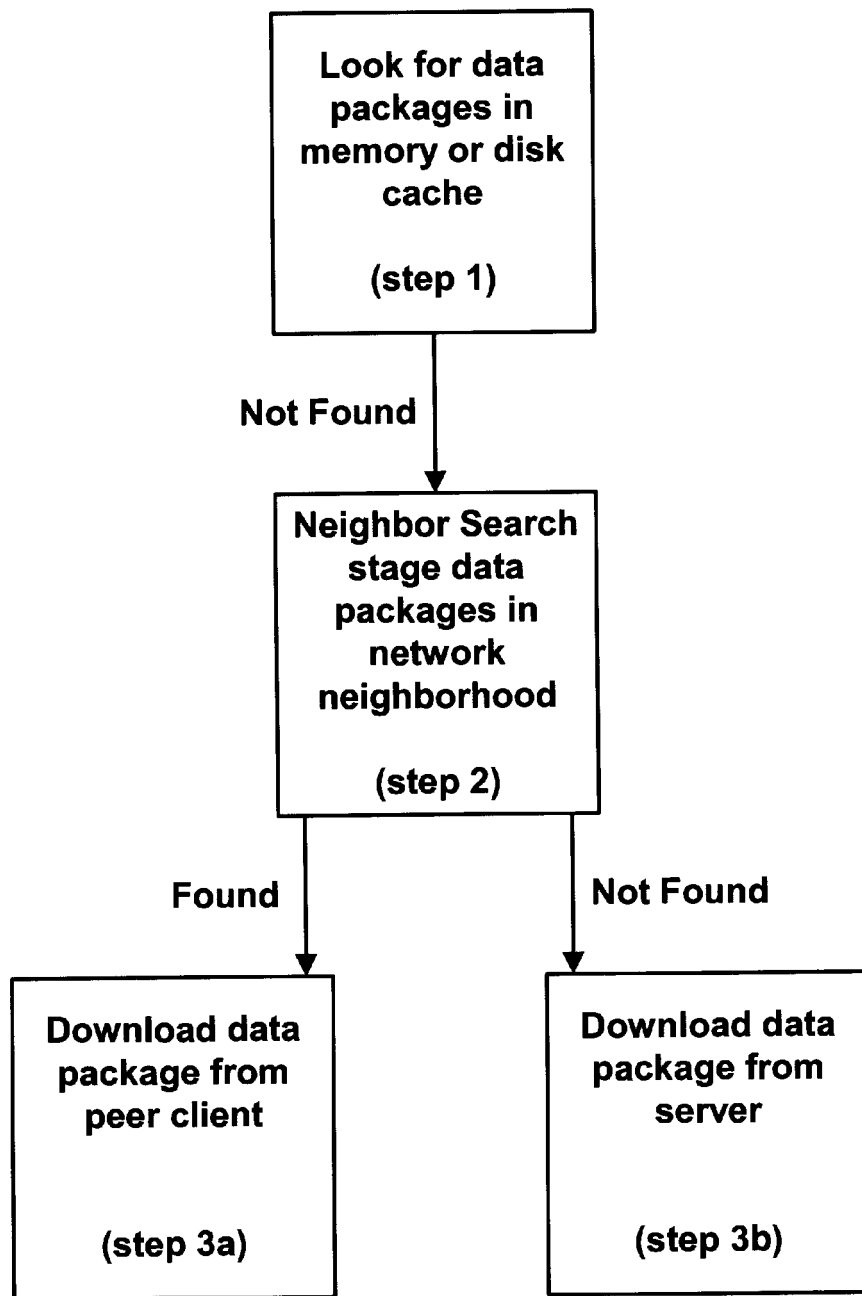 Look for data
packages in
memory or disk
cache
(step 1)
Not Found
Neighbor Search
stage data
packages in
network
neighborhood
(step 2)
Found
Not Found
Download data
package from
peer client
(step 3a)
Download data
package from
server
(step 3b)